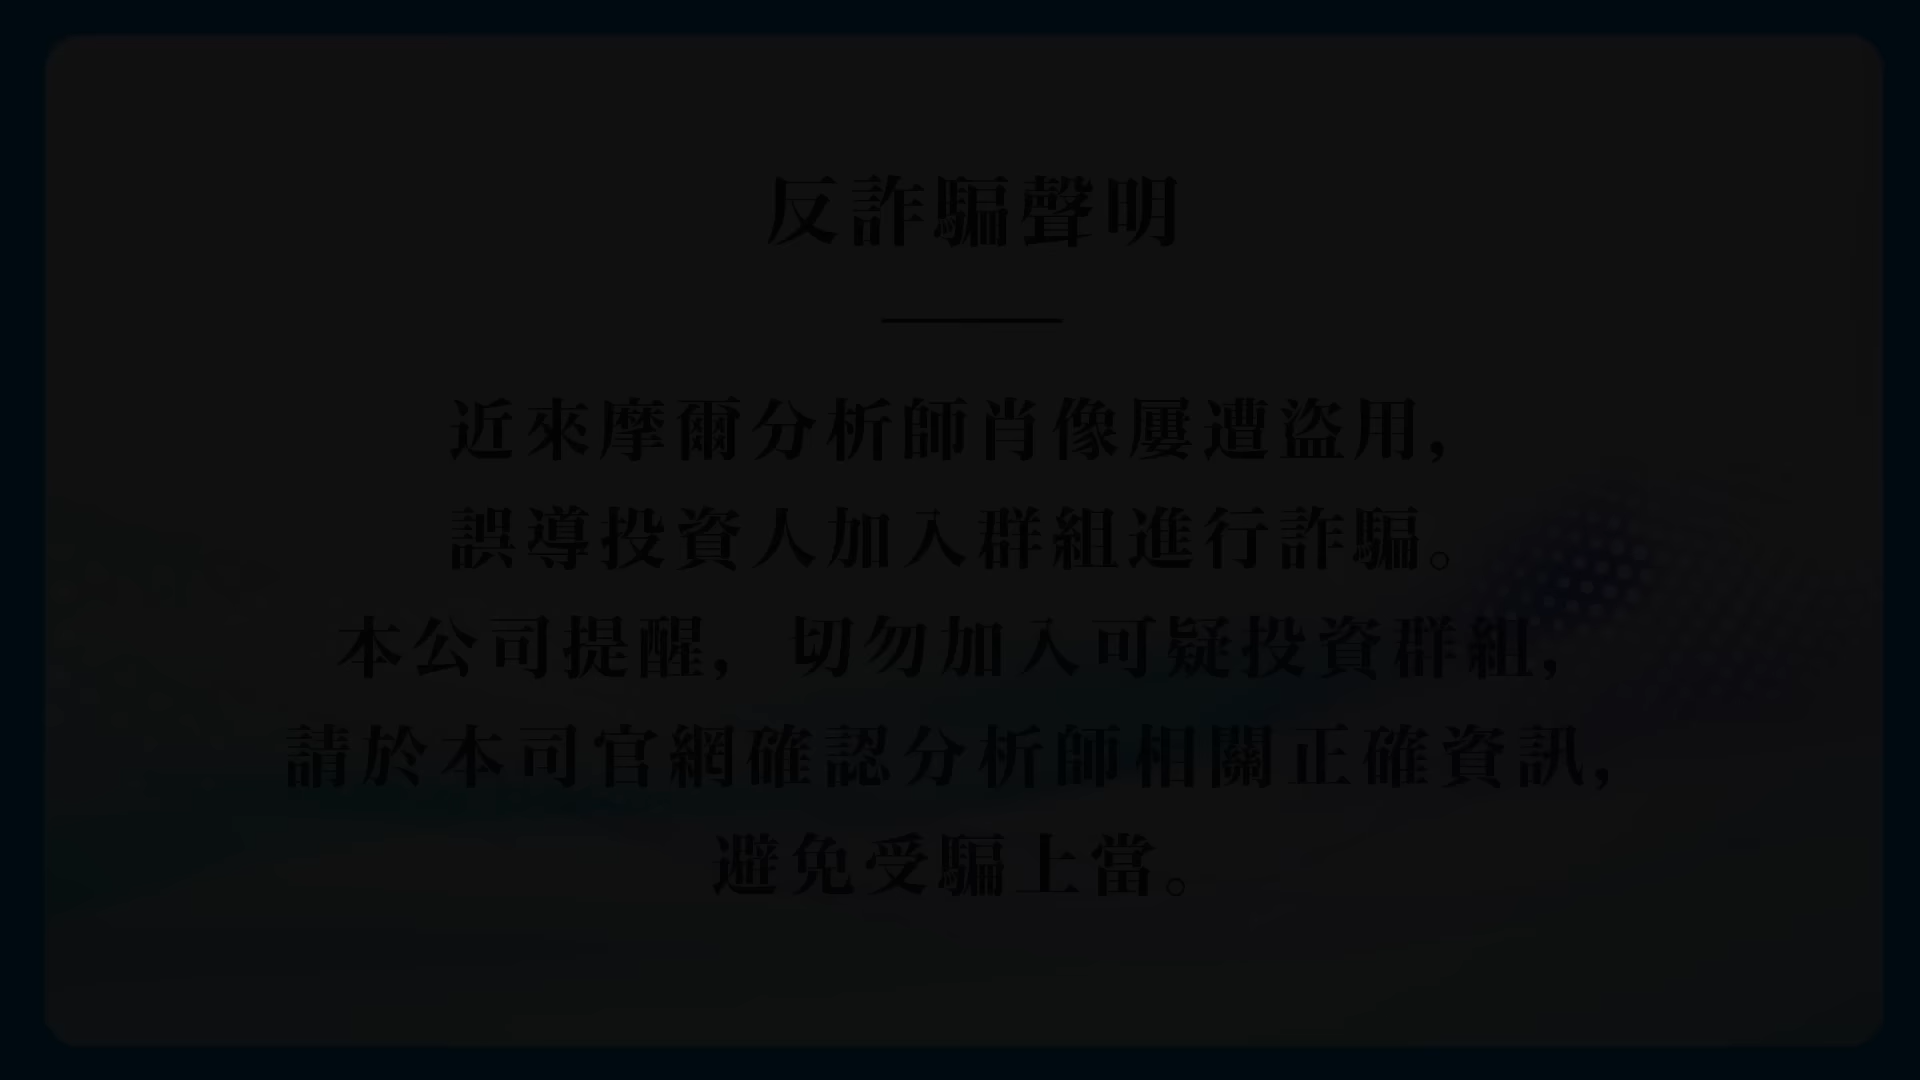 反詐騙聲明
近來摩爾分析師肖像屢遭盜用，
誤導投資人加入群組進行詐騙。
本公司提醒，切勿加入可疑投資群組，
請於本司官網確認分析師相關正確資訊，
避免受騙上當。